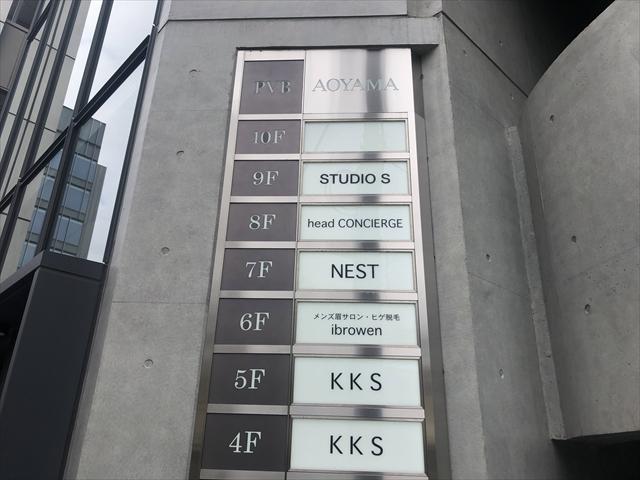 PVB AOYAMA
10F
9F STUDIO S
8F head CONCIERGE
7F NEST
6F メンズ眉サロン・ヒゲ脱毛
ibrowen
5F KKS
4F KKS